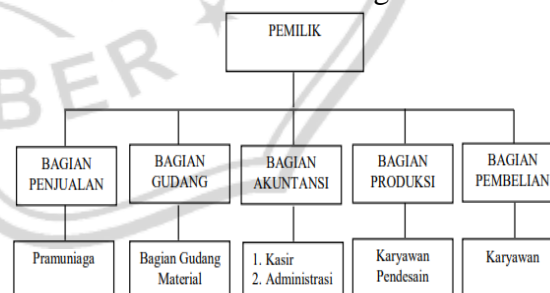 PEMILIK
BAGIAN
PENJUALAN
BAGIAN
GUDANG
BAGIAN
AKUNTANSI
BAGIAN
PRODUKSI
BAGIAN
PEMBELIAN
Pramuniaga
Bagian Gudang
Material
1. Kasir
2. Administrasi
Karyawan
Pendesain
Karyawan
BER